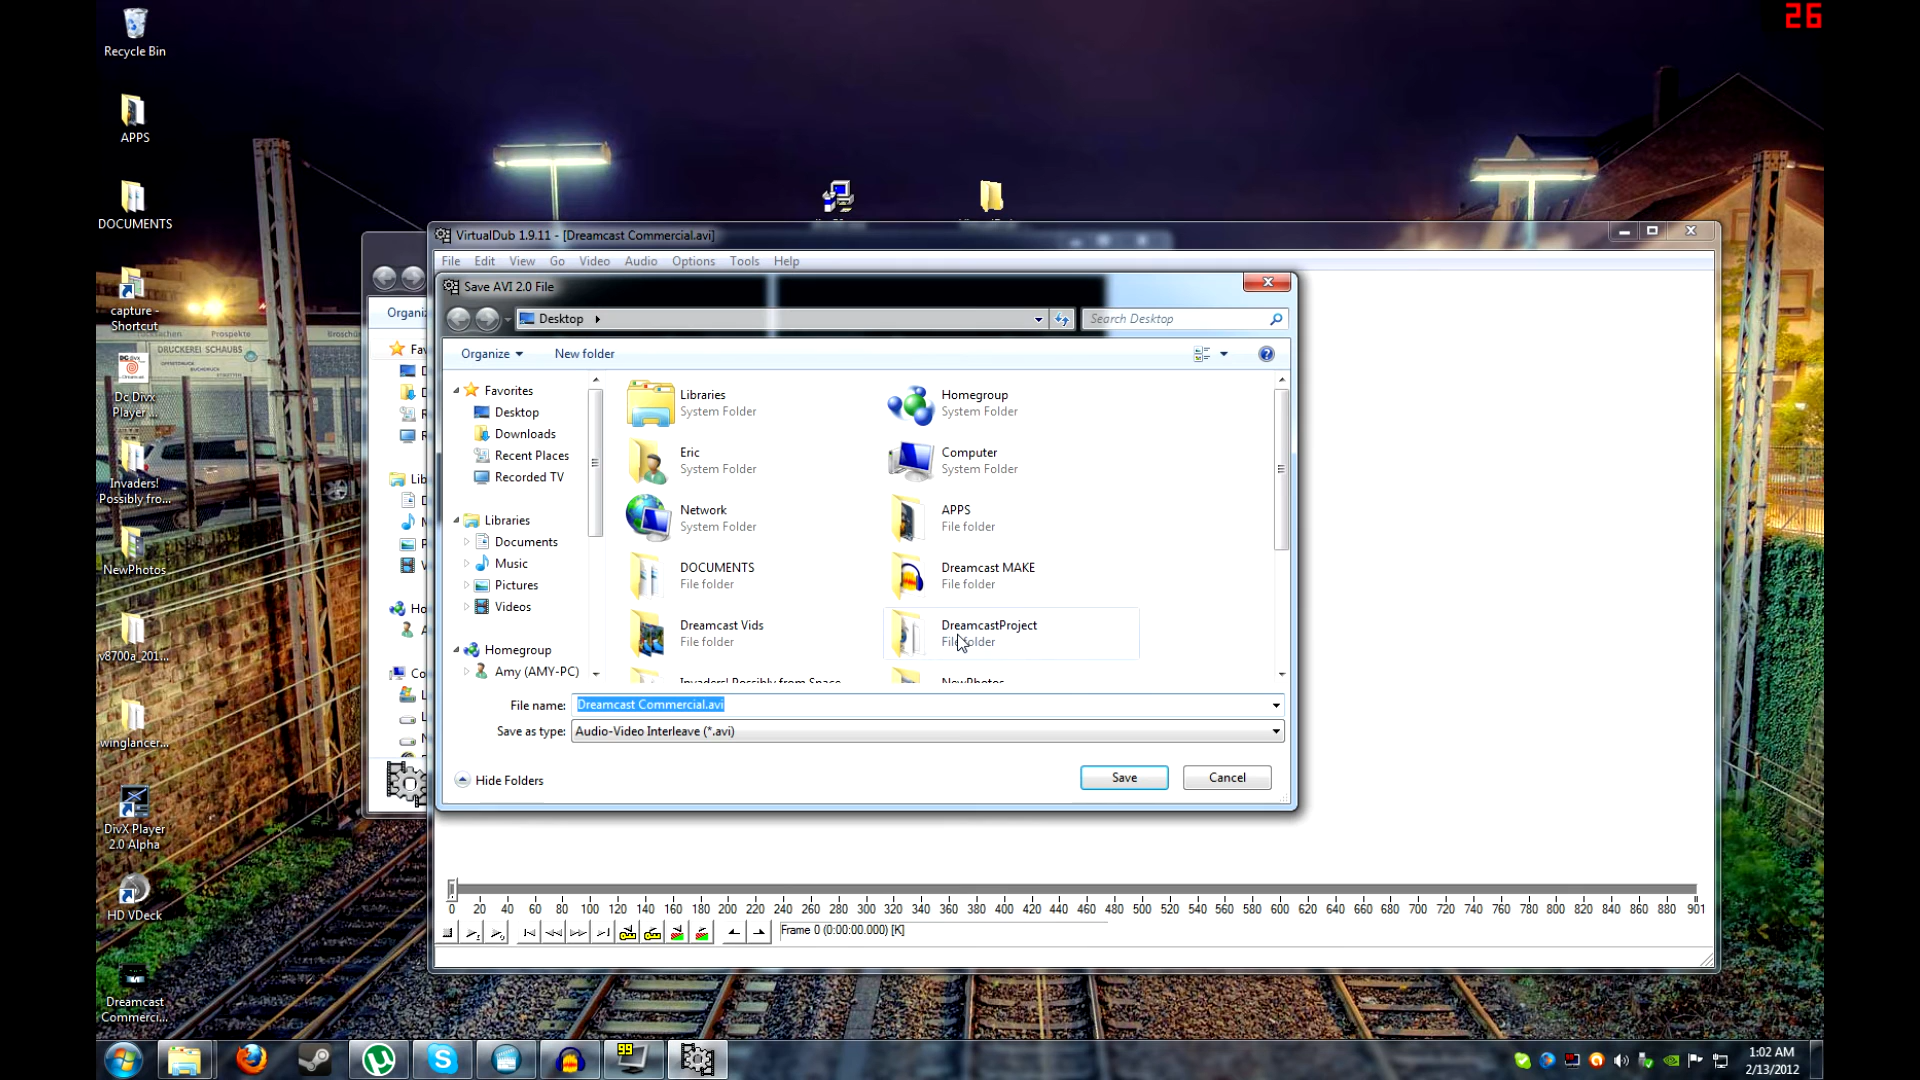 26
Recycle Bin
APPS
DOCUMENTS
capture -
Shortcut
Dc Divx
Player ...
Invaders!
Possibly fro...
NewPhotos
v8700a_201...
winglancer...
DivX Player
2.0 Alpha
HD VDeck
Dreamcast
Commerci...
DRUCKEREI SCHAUBS
Prospekte
VirtualDub 1.9.11 - [Dreamcast Commercial.avi]
File Edit View Go Video Audio Options Tools Help
Save AVI 2.0 File
Desktop
Search Desktop
Organize
New folder
Favorites
Desktop
Downloads
Recent Places
Recorded TV
Libraries
Documents
Music
Pictures
Videos
Homegroup
Amy (AMY-PC)
Libraries
System Folder
Homegroup
System Folder
Eric
System Folder
Computer
System Folder
Network
System Folder
APPS
File folder
DOCUMENTS
File folder
Dreamcast MAKE
File folder
Dreamcast Vids
File folder
DreamcastProject
File folder
Invaders! Possibly from Space
NewPhotos
File name: Dreamcast Commercial.avi
Save as type: Audio-Video Interleave (*.avi)
Hide Folders
Save
Cancel
0 20 40 60 80 100 120 140 160 180 200 220 240 260 280 300 320 340 360 380 400 420 440 460 480 500 520 540 560 580 600 620 640 660 680 700 720 740 760 780 800 820 840 860 880 901
Frame 0 (0:00:00.000) [K]
99
1:02 AM
2/13/2012